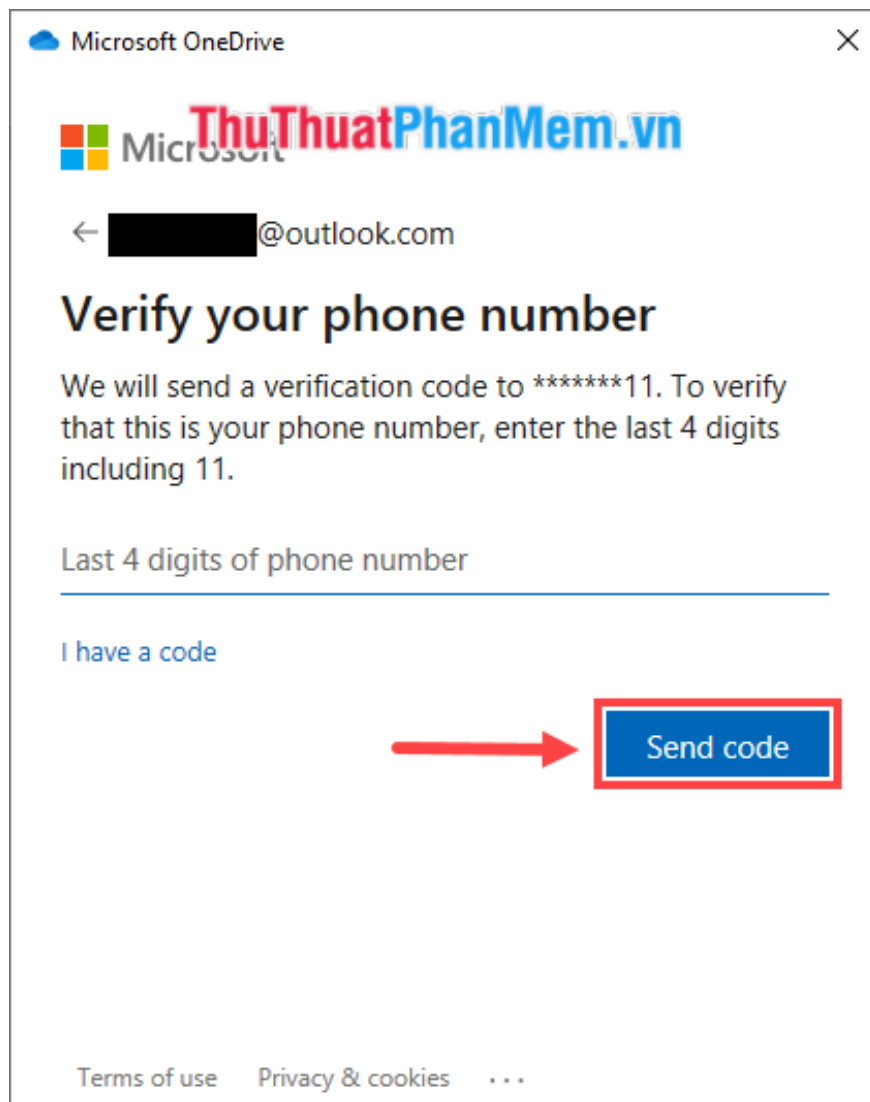 Microsoft OneDrive
ThuThuatPhanMem.vn
Microsoft
@outlook.com
Verify your phone number
We will send a verification code to *******11. To verify
that this is your phone number, enter the last 4 digits
including 11.
Last 4 digits of phone number
I have a code
Send code
Terms of use Privacy & cookies ...